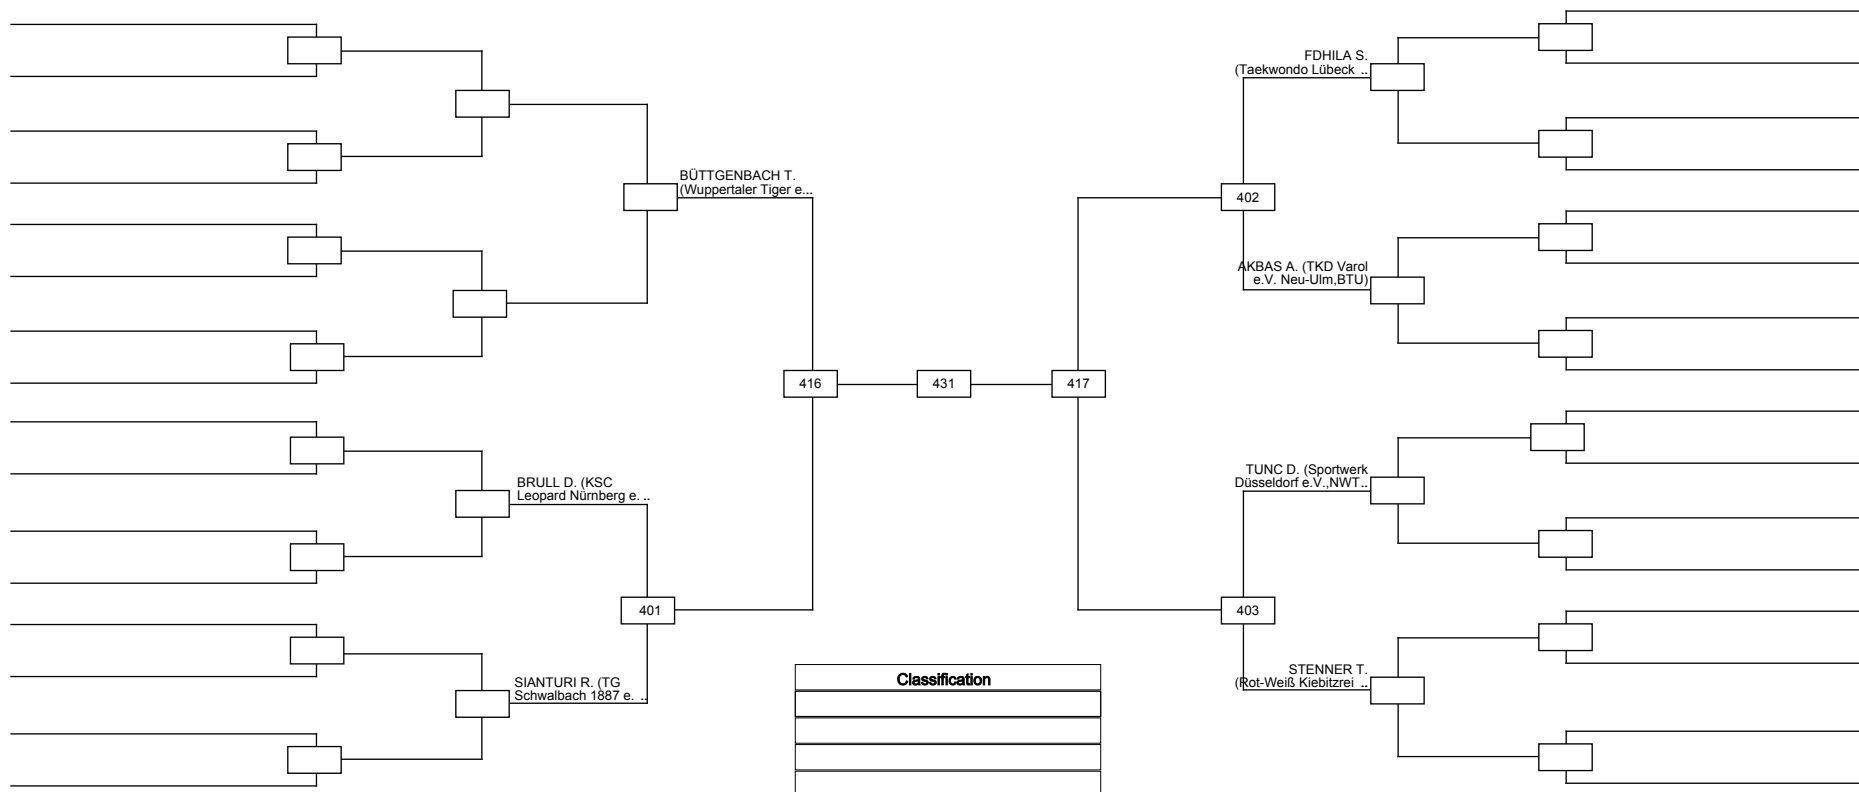 FDHILA S.
(Taekwondo Lübeck ..
BÜTTGENBACH T.
(Wuppertaler Tiger e...
402
AKBAS A. (TKD Varol
e.V. Neu-Ulm,BTU)
416
431
417
BRULL D. (KSC
Leopard Nürnberg e. ..
TUNC D. (Sportwerk
Düsseldorf e.V.,NWT..
401
403
SIANTURI R. (TG
Schwalbach 1887 e. ..
STENNER T.
(Rot-Weiß Kiebitzrei ..
Classification